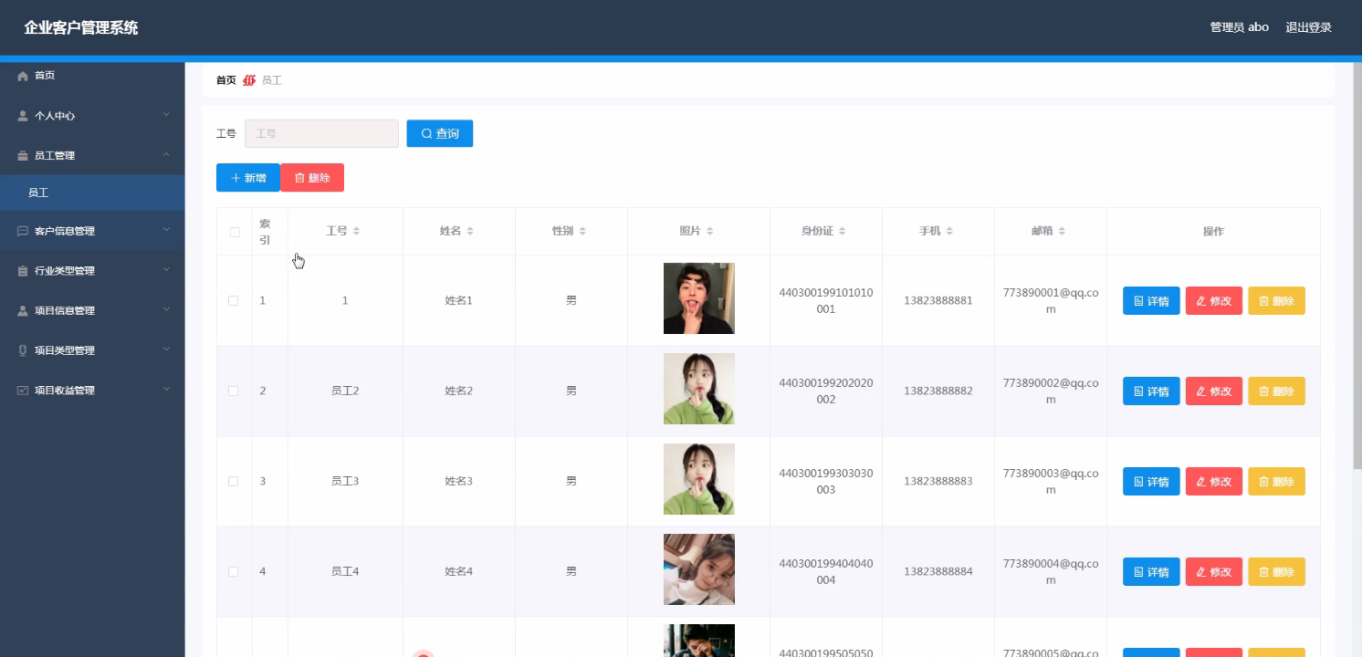 企业客户管理系统
管理员 abo 退出登录
首页
个人中心
员工管理
员工
客户信息管理
行业类型管理
项目信息管理
项目类型管理
项目收益管理
首页 员工
工号 工号 查询
新增 删除
索引 工号 姓名 性别 照片 身份证 手机 邮箱 操作
1 1 姓名1 男 440300199101010001 13823888881 773890001@qq.com 详情 修改 删除
2 员工2 姓名2 男 440300199202020002 13823888882 773890002@qq.com 详情 修改 删除
3 员工3 姓名3 男 440300199303030003 13823888883 773890003@qq.com 详情 修改 删除
4 员工4 姓名4 男 440300199404040004 13823888884 773890004@qq.com 详情 修改 删除
440300199505050 773890005@qq.co